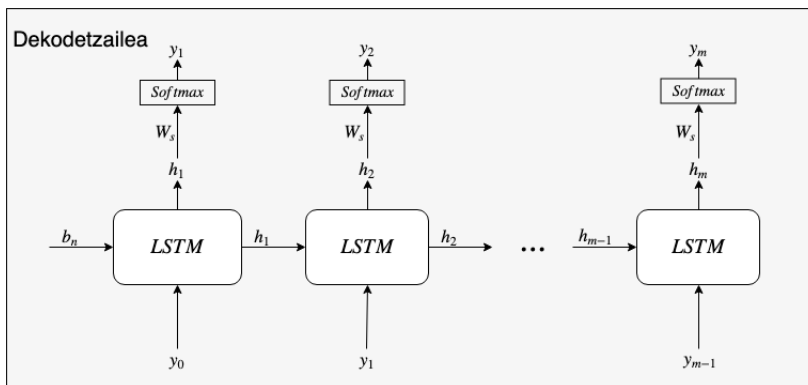 Dekodetzailea
y₁ y₂ yₘ
Softmax Softmax Softmax
Wₛ Wₛ Wₛ
h₁ h₂ hₘ
bₙ LSTM h₁ LSTM h₂ ... hₘ₋₁ LSTM
y₀ y₁ yₘ₋₁